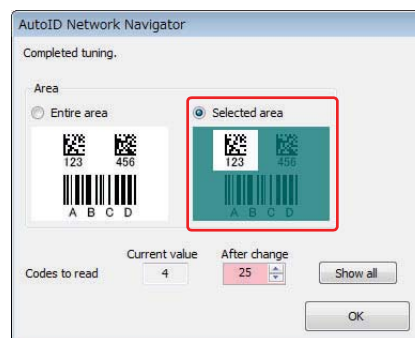 AutoID Network Navigator
Completed tuning.
Area
Entire area
Selected area
123 456
A B C D
123 456
A B C D
Current value After change
Codes to read 4 25 Show all
OK